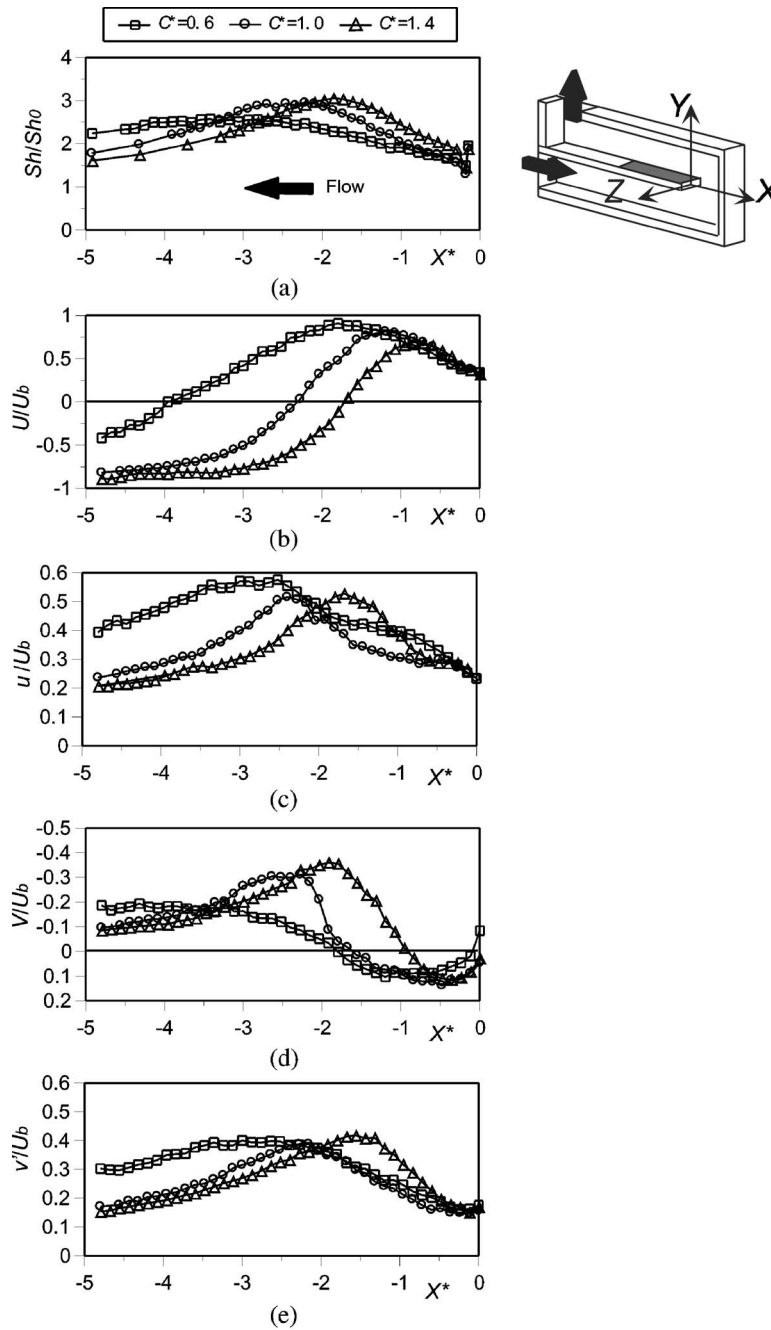 C*=0.6 C*=1.0 C*=1.4
4
3
2
1
0
Sh/Sh0
Flow
-5 -4 -3 -2 -1 X* 0
(a)
Y
Z
X
1
0.5
0
-0.5
-1
U/Ub
-5 -4 -3 -2 -1 X* 0
(b)
0.6
0.5
0.4
0.3
0.2
0.1
0
u/Ub
-5 -4 -3 -2 -1 X* 0
(c)
-0.5
-0.4
-0.3
-0.2
-0.1
0
0.1
0.2
V/Ub
-5 -4 -3 -2 -1 X* 0
(d)
0.6
0.5
0.4
0.3
0.2
0.1
0
v'/Ub
-5 -4 -3 -2 -1 X* 0
(e)